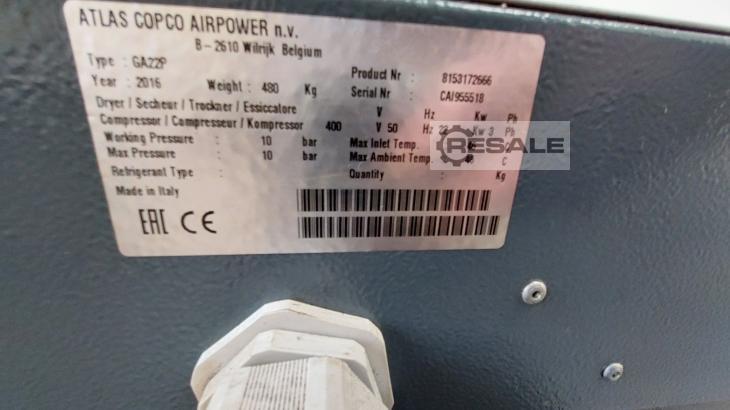 ATLAS COPCO AIRPOWER n.v.
B-2610 Wilrijk Belgium
Type : GA22P
Product Nr : 8153172666
Year : 2016 Weight : 480 Kg
Serial Nr : CAI955518
Dryer / Secheur / Trockner / Essiccatore V Hz Kw Ph
Compressor / Compresseur / Kompressor 400 V 50 Hz 22 Kw 3 Ph
Working Pressure : 10 bar Max Inlet Temp.
Max Pressure : 10 bar Max Ambient Temp. C
Refrigerant Type : Quantity : Kg
Made in Italy
EAC CE
RESALE